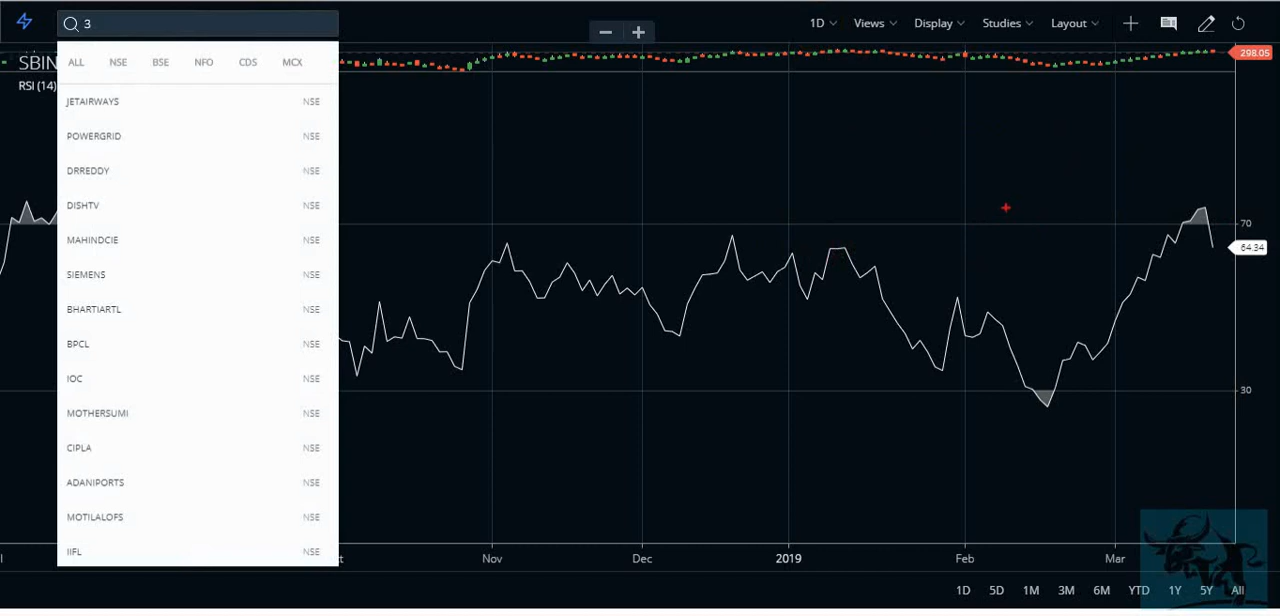 3
1D Views Display Studies Layout
SBIN
298.05
ALL NSE BSE NFO CDS MCX
RSI (14)
JETAIRWAYS NSE
POWERGRID NSE
DRREDDY NSE
DISHTV NSE
MAHINDCIE NSE
SIEMENS NSE
BHARTIARTL NSE
BPCL NSE
IOC NSE
MOTHERSUMI NSE
CIPLA NSE
ADANIPORTS NSE
MOTILALOFS NSE
IIFL NSE
70
64.34
30
Nov Dec 2019 Feb Mar
1D 5D 1M 3M 6M YTD 1Y 5Y All